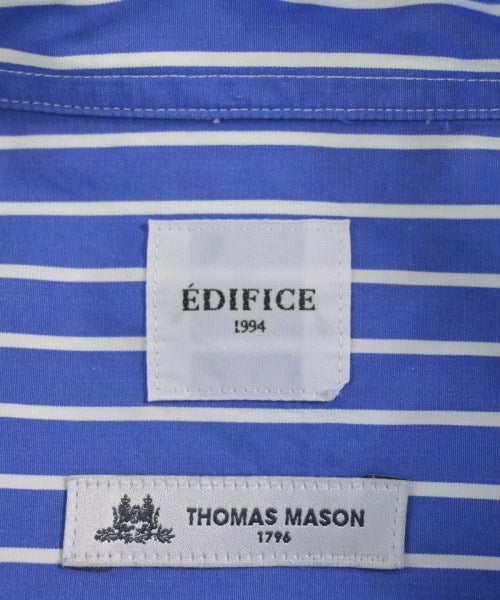 ÉDIFICE
1994
THOMAS MASON
1796